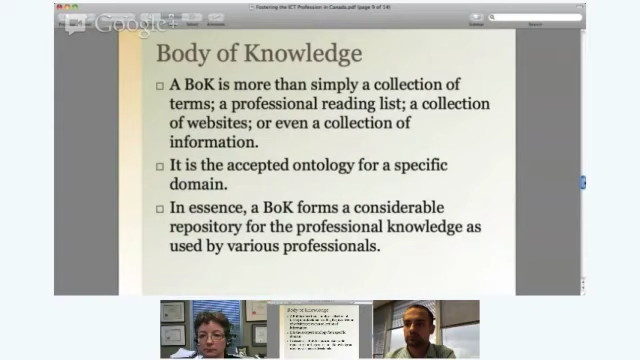 Fostering the ICT Profession in Canada.pdf (page 9 of 14)
Google+
Search
Body of Knowledge
A BoK is more than simply a collection of
terms; a professional reading list; a collection
of websites; or even a collection of
information.
It is the accepted ontology for a specific
domain.
In essence, a BoK forms a considerable
repository for the professional knowledge as
used by various professionals.
Body of Knowledge